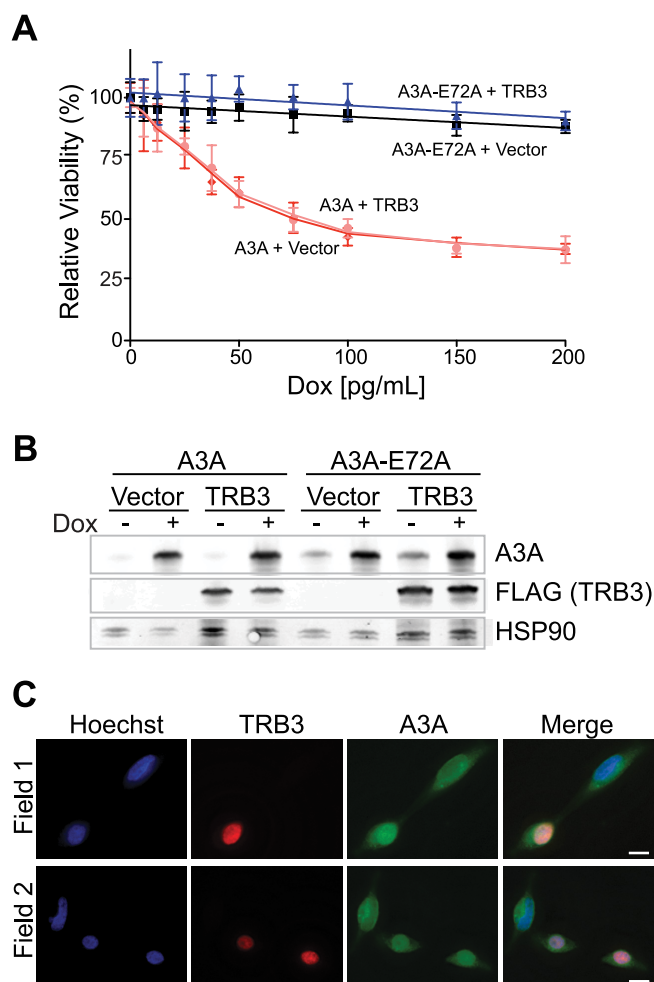 A
Relative Viability (%)
100
75
50
25
0
A3A-E72A + TRB3
A3A-E72A + Vector
A3A + TRB3
A3A + Vector
0 50 100 150 200
Dox [pg/mL]
B
A3A A3A-E72A
Vector TRB3 Vector TRB3
Dox - + - + - + - +
A3A
FLAG (TRB3)
HSP90
C
Hoechst TRB3 A3A Merge
Field 1
Field 2